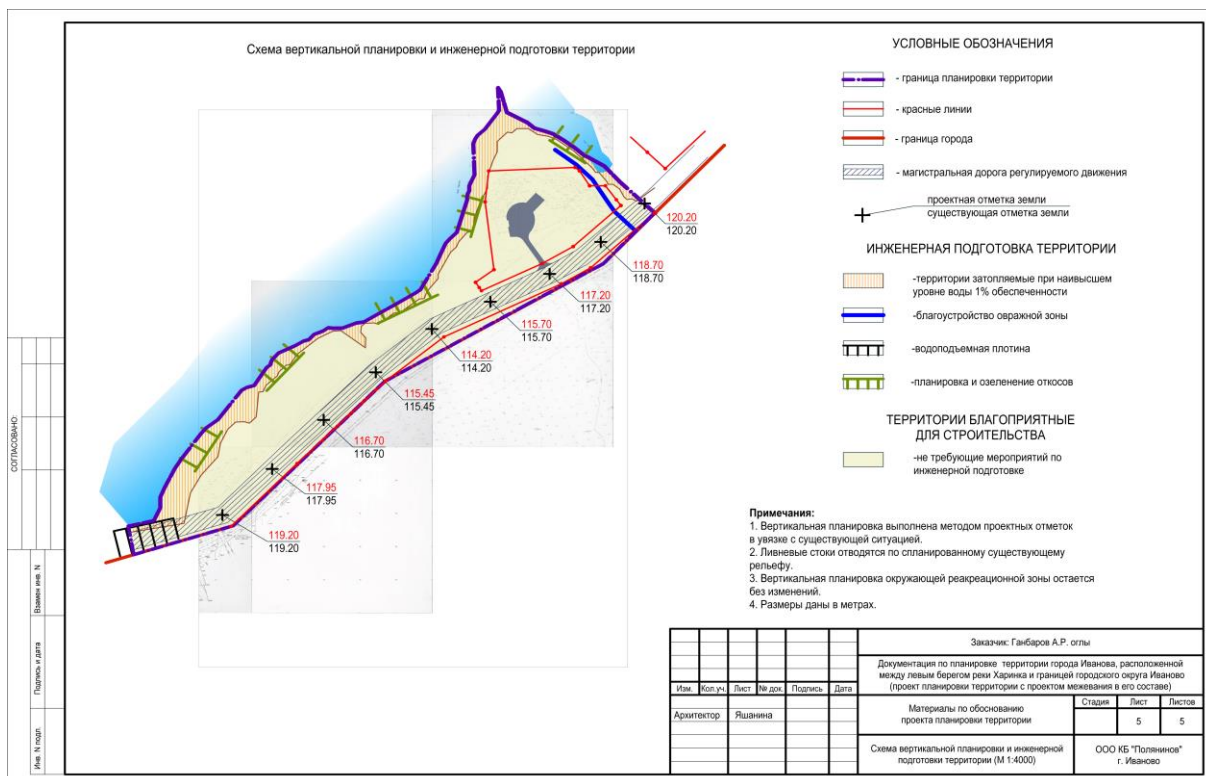 Схема вертикальной планировки и инженерной подготовки территории
120.20
120.20
118.70
118.70
117.20
117.20
115.70
115.70
114.20
114.20
115.45
115.45
116.70
116.70
117.95
117.95
119.20
119.20
УСЛОВНЫЕ ОБОЗНАЧЕНИЯ
- граница планировки территории
- красные линии
- граница города
- магистральная дорога регулируемого движения
проектная отметка земли
существующая отметка земли
ИНЖЕНЕРНАЯ ПОДГОТОВКА ТЕРРИТОРИИ
-территории затопляемые при наивысшем
уровне воды 1% обеспеченности
-благоустройство овражной зоны
-водоподъемная плотина
-планировка и озеленение откосов
ТЕРРИТОРИИ БЛАГОПРИЯТНЫЕ
ДЛЯ СТРОИТЕЛЬСТВА
-не требующие мероприятий по
инженерной подготовке
Примечания:
1. Вертикальная планировка выполнена методом проектных отметок
в увязке с существующей ситуацией.
2. Ливневые стоки отводятся по спланированному существующему
рельефу.
3. Вертикальная планировка окружающей реакреационной зоны остается
без изменений.
4. Размеры даны в метрах.
СОГЛАСОВАНО:
Взамен инв. N
Подпись и дата
Инв. N подл.
Заказчик: Ганбаров А.Р. оглы
Документация по планировке территории города Иванова, расположенной
между левым берегом реки Харинка и границей городского округа Иваново
(проект планировки территории с проектом межевания в его составе)
Изм. Кол.уч. Лист № док. Подпись Дата
Архитектор Яшанина
Материалы по обоснованию
проекта планировки территории
Стадия Лист Листов
5 5
Схема вертикальной планировки и инженерной
подготовки территории (М 1:4000)
ООО КБ "Полянинов"
г. Иваново